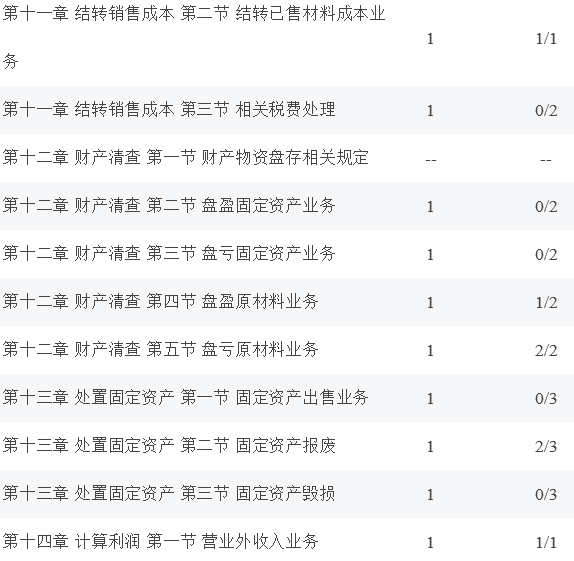 第十一章 结转销售成本 第二节 结转已售材料成本业
务
1 1/1
第十一章 结转销售成本 第三节 相关税费处理 1 0/2
第十二章 财产清查 第一节 财产物资盘存相关规定 -- --
第十二章 财产清查 第二节 盘盈固定资产业务 1 0/2
第十二章 财产清查 第三节 盘亏固定资产业务 1 0/2
第十二章 财产清查 第四节 盘盈原材料业务 1 1/2
第十二章 财产清查 第五节 盘亏原材料业务 1 2/2
第十三章 处置固定资产 第一节 固定资产出售业务 1 0/3
第十三章 处置固定资产 第二节 固定资产报废 1 2/3
第十三章 处置固定资产 第三节 固定资产毁损 1 0/3
第十四章 计算利润 第一节 营业外收入业务 1 1/1